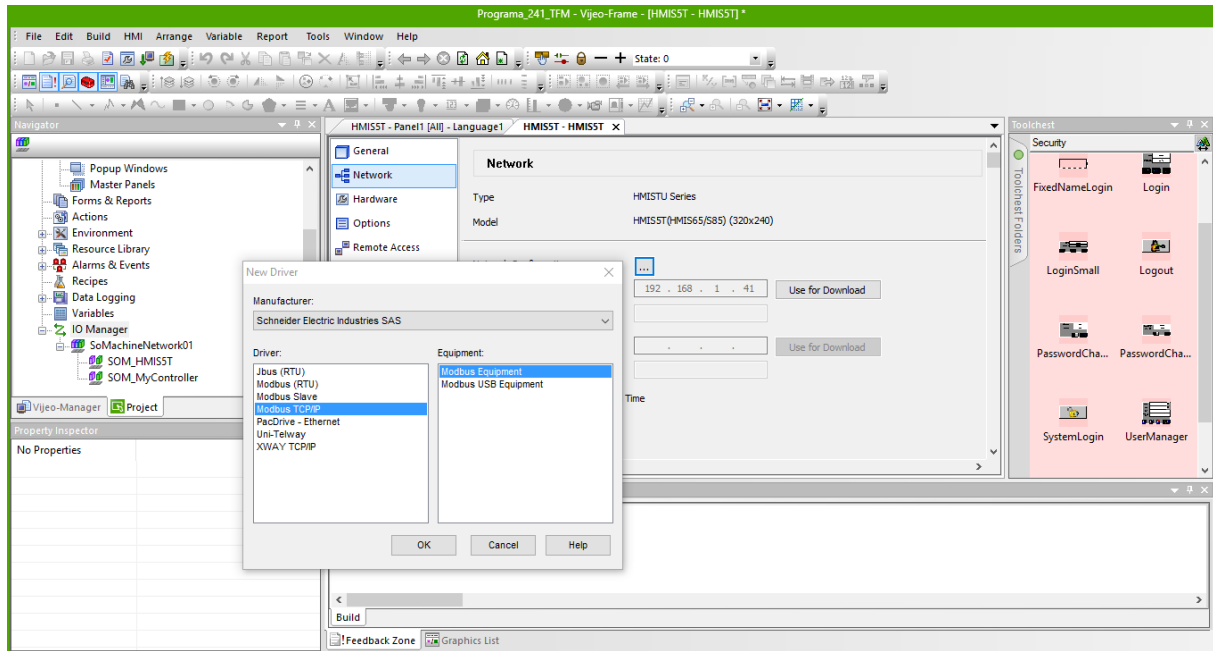 Programa_241_TFM - Vijeo-Frame - [HMIS5T - HMIS5T] *
File Edit Build HMI Arrange Variable Report Tools Window Help
State: 0
Navigator
Popup Windows
Master Panels
Forms & Reports
Actions
Environment
Resource Library
Alarms & Events
Recipes
Data Logging
Variables
IO Manager
SoMachineNetwork01
SOM_HMIS5T
SOM_MyController
Vijeo-Manager Project
Property Inspector
No Properties
HMIS5T - Panel1 [All] - Language1 HMIS5T - HMIS5T
General
Network
Hardware
Options
Remote Access
Network
Type HMISTU Series
Model HMIS5T(HMIS65/S85) (320x240)
...
192 . 168 . 1 . 41 Use for Download
. . . Use for Download
Time
New Driver
Manufacturer:
Schneider Electric Industries SAS
Driver: Equipment:
Jbus (RTU)
Modbus (RTU)
Modbus Slave
Modbus TCP/IP
PacDrive - Ethernet
Uni-Telway
XWAY TCP/IP
Modbus Equipment
Modbus USB Equipment
OK Cancel Help
Toolchest
Toolchest Folders
Security
FixedNameLogin Login
LoginSmall Logout
PasswordCha... PasswordCha...
SystemLogin UserManager
Build
Feedback Zone Graphics List